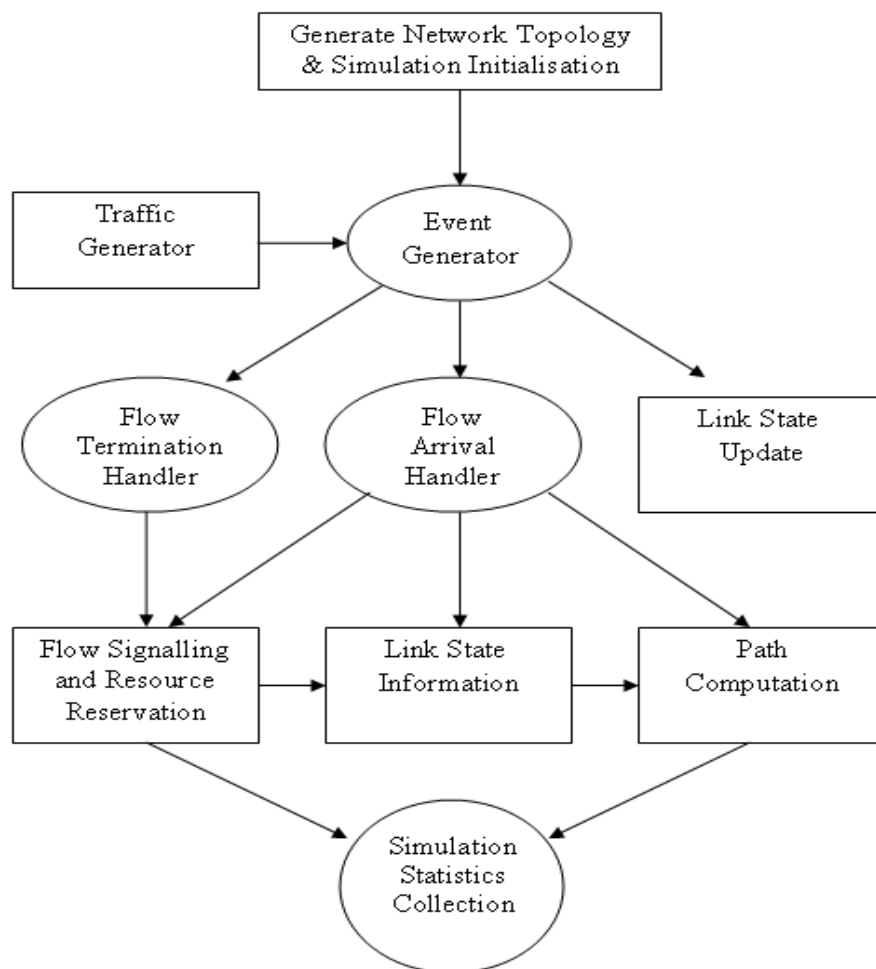 Generate Network Topology
& Simulation Initialisation
Traffic
Generator
Event
Generator
Flow
Termination
Handler
Flow
Arrival
Handler
Link State
Update
Flow Signalling
and Resource
Reservation
Link State
Information
Path
Computation
Simulation
Statistics
Collection